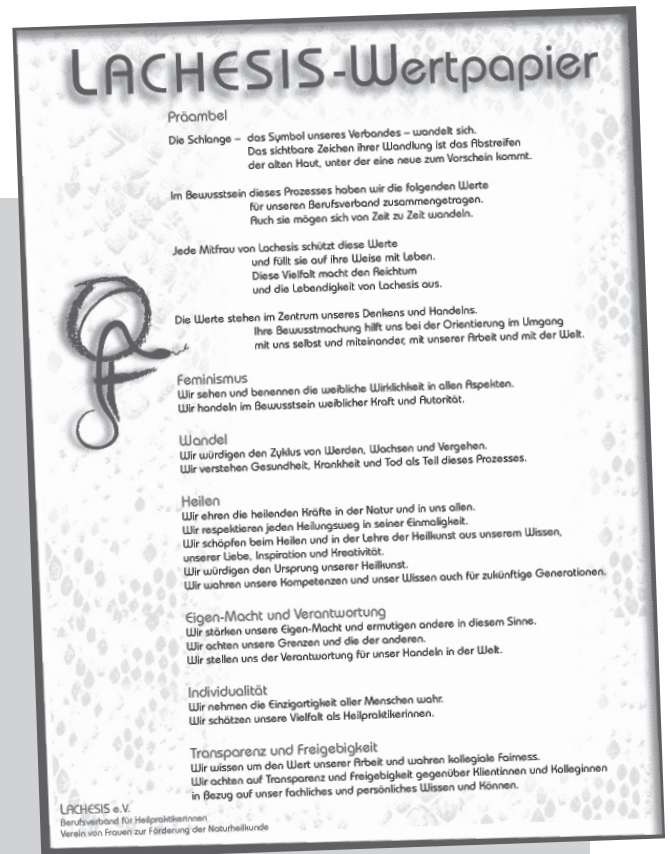 LACHESIS-Wertpapier
Präambel
Die Schlange – das Symbol unseres Verbandes – wandelt sich.
Das sichtbare Zeichen ihrer Wandlung ist das Abstreifen
der alten Haut, unter der eine neue zum Vorschein kommt.
Im Bewusstsein dieses Prozesses haben wir die folgenden Werte
für unseren Berufsverband zusammengetragen.
Auch sie mögen sich von Zeit zu Zeit wandeln.
Jede Mitfrau von Lachesis schützt diese Werte
und füllt sie auf ihre Weise mit Leben.
Diese Vielfalt macht den Reichtum
und die Lebendigkeit von Lachesis aus.
Die Werte stehen im Zentrum unseres Denkens und Handelns.
Ihre Bewusstmachung hilft uns bei der Orientierung im Umgang
mit uns selbst und miteinander, mit unserer Arbeit und mit der Welt.
Feminismus
Wir sehen und benennen die weibliche Wirklichkeit in allen Aspekten.
Wir handeln im Bewusstsein weiblicher Kraft und Autorität.
Wandel
Wir würdigen den Zyklus von Werden, Wachsen und Vergehen.
Wir verstehen Gesundheit, Krankheit und Tod als Teil dieses Prozesses.
Heilen
Wir ehren die heilenden Kräfte in der Natur und in uns allen.
Wir respektieren jeden Heilungsweg in seiner Einmaligkeit.
Wir schöpfen beim Heilen und in der Lehre der Heilkunst aus unserem Wissen,
unserer Liebe, Inspiration und Kreativität.
Wir würdigen den Ursprung unserer Heilkunst.
Wir wahren unsere Kompetenzen und unser Wissen auch für zukünftige Generationen.
Eigen-Macht und Verantwortung
Wir stärken unsere Eigen-Macht und ermutigen andere in diesem Sinne.
Wir achten unsere Grenzen und die der anderen.
Wir stellen uns der Verantwortung für unser Handeln in der Welt.
Individualität
Wir nehmen die Einzigartigkeit aller Menschen wahr.
Wir schätzen unsere Vielfalt als Heilpraktikerinnen.
Transparenz und Freigebigkeit
Wir wissen um den Wert unserer Arbeit und wahren kollegiale Fairness.
Wir achten auf Transparenz und Freigebigkeit gegenüber Klientinnen und Kolleginnen
in Bezug auf unser fachliches und persönliches Wissen und Können.
LACHESIS e.V.
Berufsverband für Heilpraktikerinnen
Verein von Frauen zur Förderung der Naturheilkunde